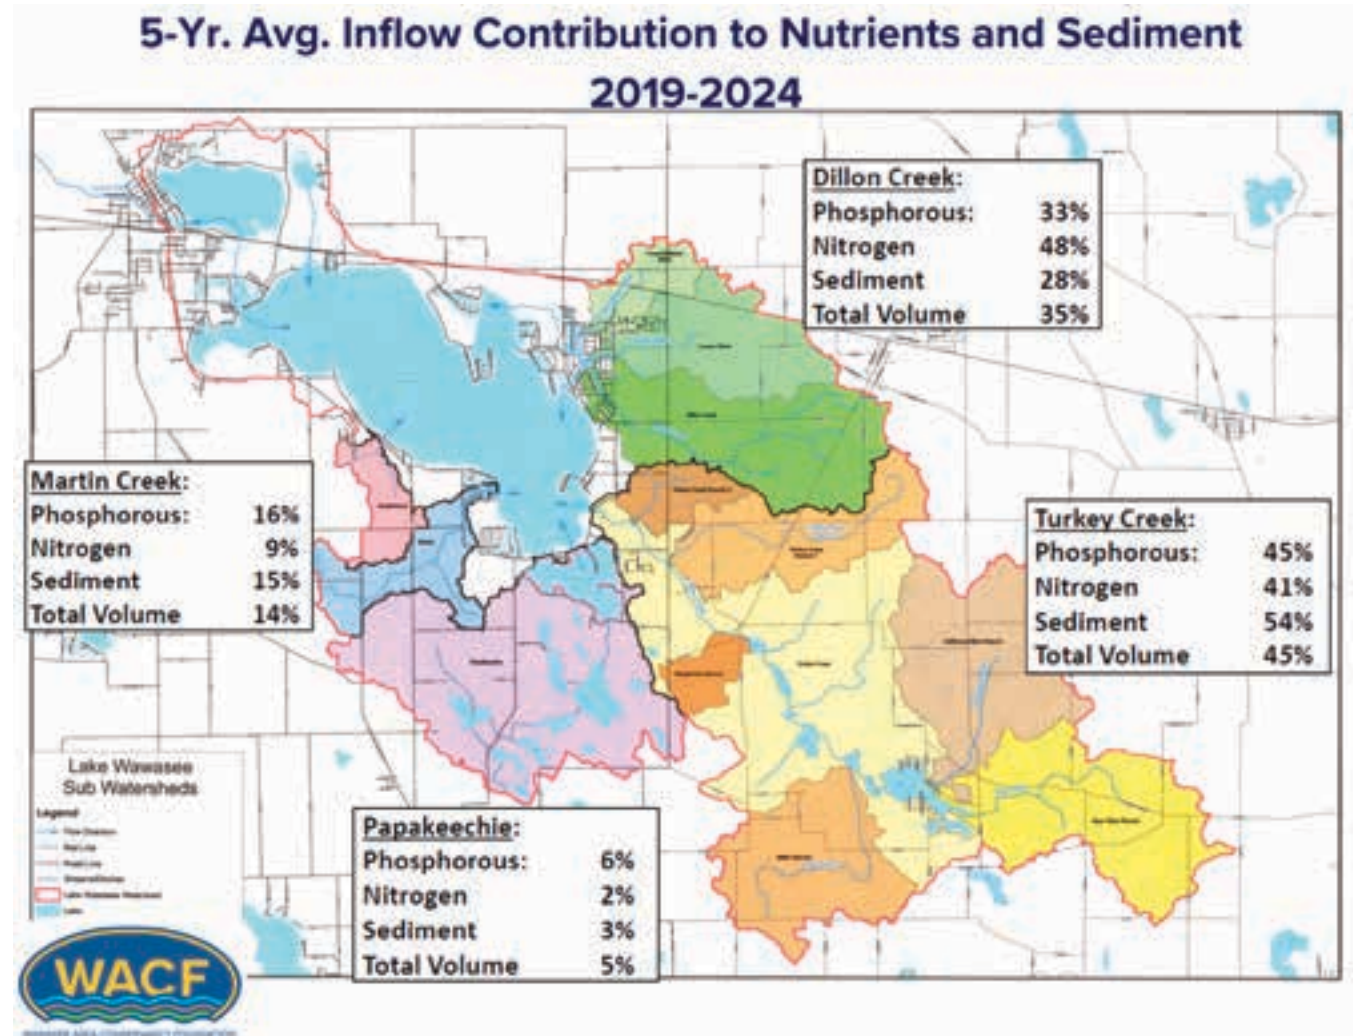 5-Yr. Avg. Inflow Contribution to Nutrients and Sediment
2019-2024
Dillon Creek:
Phosphorous: 33%
Nitrogen 48%
Sediment 28%
Total Volume 35%
Martin Creek:
Phosphorous: 16%
Nitrogen 9%
Sediment 15%
Total Volume 14%
Turkey Creek:
Phosphorous: 45%
Nitrogen 41%
Sediment 54%
Total Volume 45%
Lake Wawasee
Sub Watersheds
Legend
Papakeechie:
Phosphorous: 6%
Nitrogen 2%
Sediment 3%
Total Volume 5%
WACF